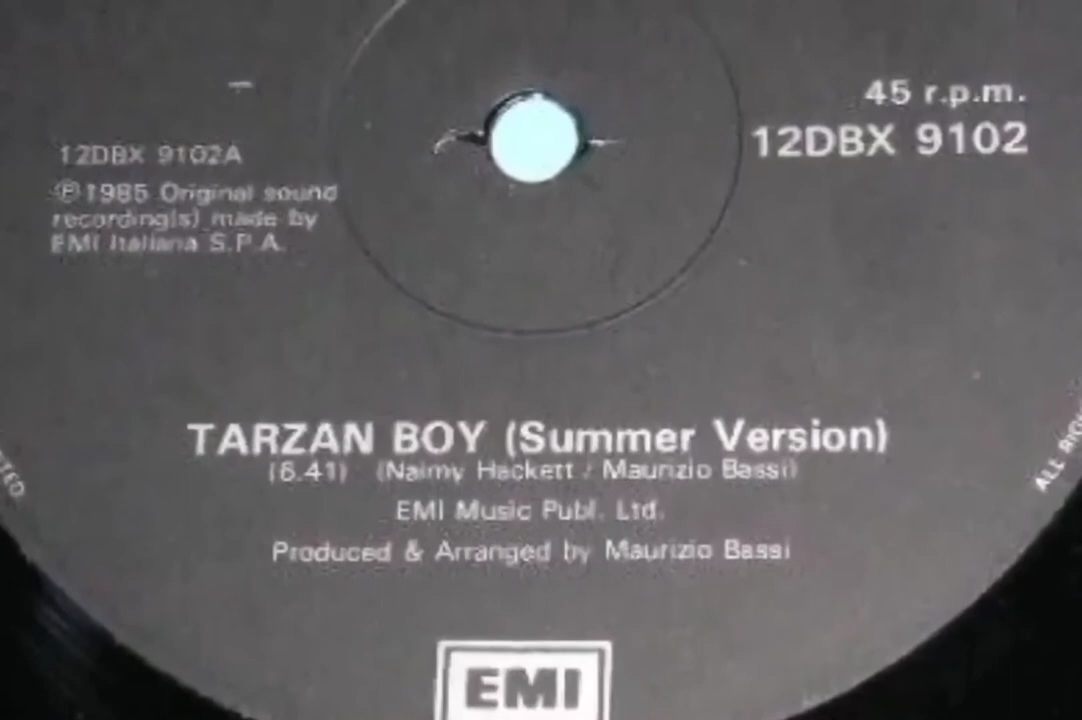 45 r.p.m.
12DBX 9102
12DBX 9102A
℗ 1985 Original sound
recording(s) made by
EMI Italiana S.P.A.
TARZAN BOY (Summer Version)
(6.41) (Naimy Hackett / Maurizio Bassi)
EMI Music Publ. Ltd.
Produced & Arranged by Maurizio Bassi
ALL
EMI